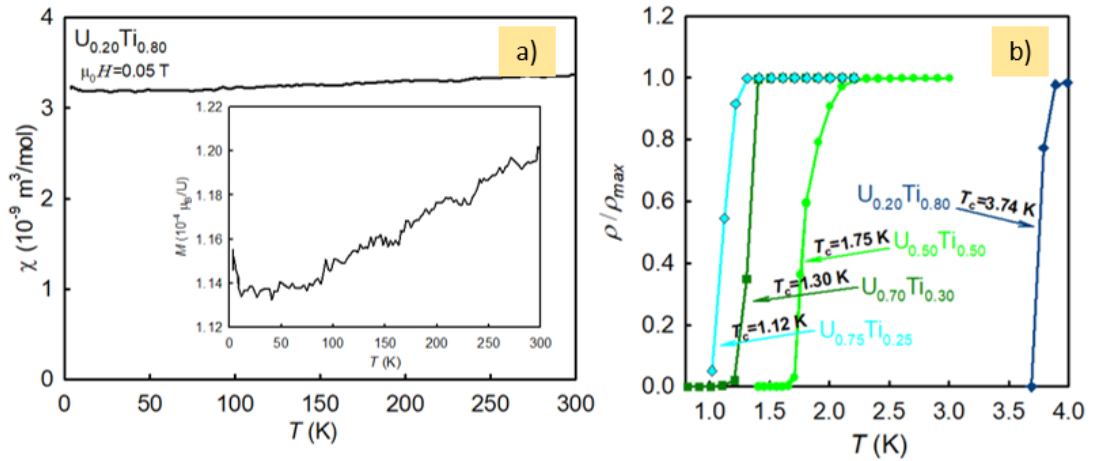 a)
U0.20Ti0.80
μ0H=0.05 T
χ (10⁻⁹ m³/mol)
4
3
2
1
0
0 50 100 150 200 250 300
T (K)
M (10⁻⁴ μB/U)
1.22
1.20
1.18
1.16
1.14
1.12
0 50 100 150 200 250 300
T (K)
b)
ρ/ρmax
1.2
1.0
0.8
0.6
0.4
0.2
0.0
U0.20Ti0.80
Tc=3.74 K
Tc=1.75 K
U0.50Ti0.50
Tc=1.30 K
U0.70Ti0.30
Tc=1.12 K
U0.75Ti0.25
1.0 1.5 2.0 2.5 3.0 3.5 4.0
T (K)